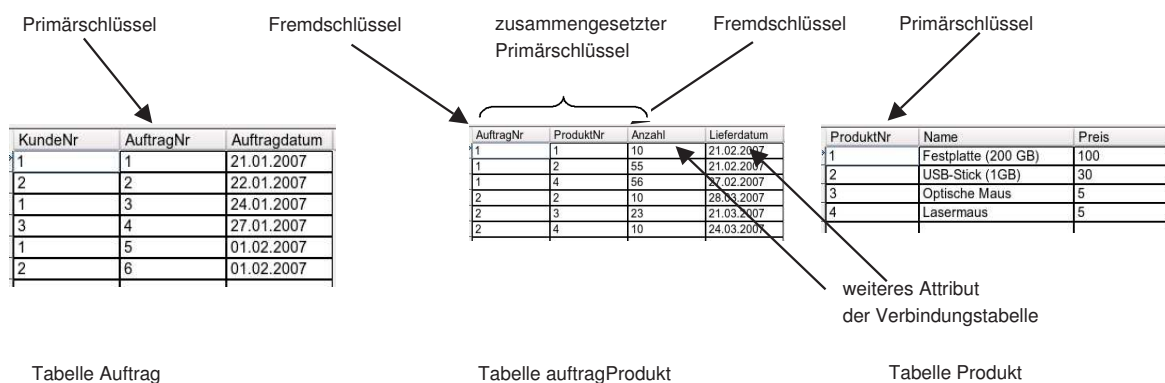 Primärschlüssel
Fremdschlüssel
zusammengesetzter
Primärschlüssel
Fremdschlüssel
Primärschlüssel
KundeNr AuftragNr Auftragdatum
1 1 21.01.2007
2 2 22.01.2007
1 3 24.01.2007
3 4 27.01.2007
1 5 01.02.2007
2 6 01.02.2007
AuftragNr ProduktNr Anzahl Lieferdatum
1 1 10 21.02.2007
1 2 55 21.02.2007
1 4 56 27.02.2007
2 2 10 28.03.2007
2 3 23 21.03.2007
2 4 10 24.03.2007
ProduktNr Name Preis
1 Festplatte (200 GB) 100
2 USB-Stick (1GB) 30
3 Optische Maus 5
4 Lasermaus 5
weiteres Attribut
der Verbindungstabelle
Tabelle Auftrag
Tabelle auftragProdukt
Tabelle Produkt